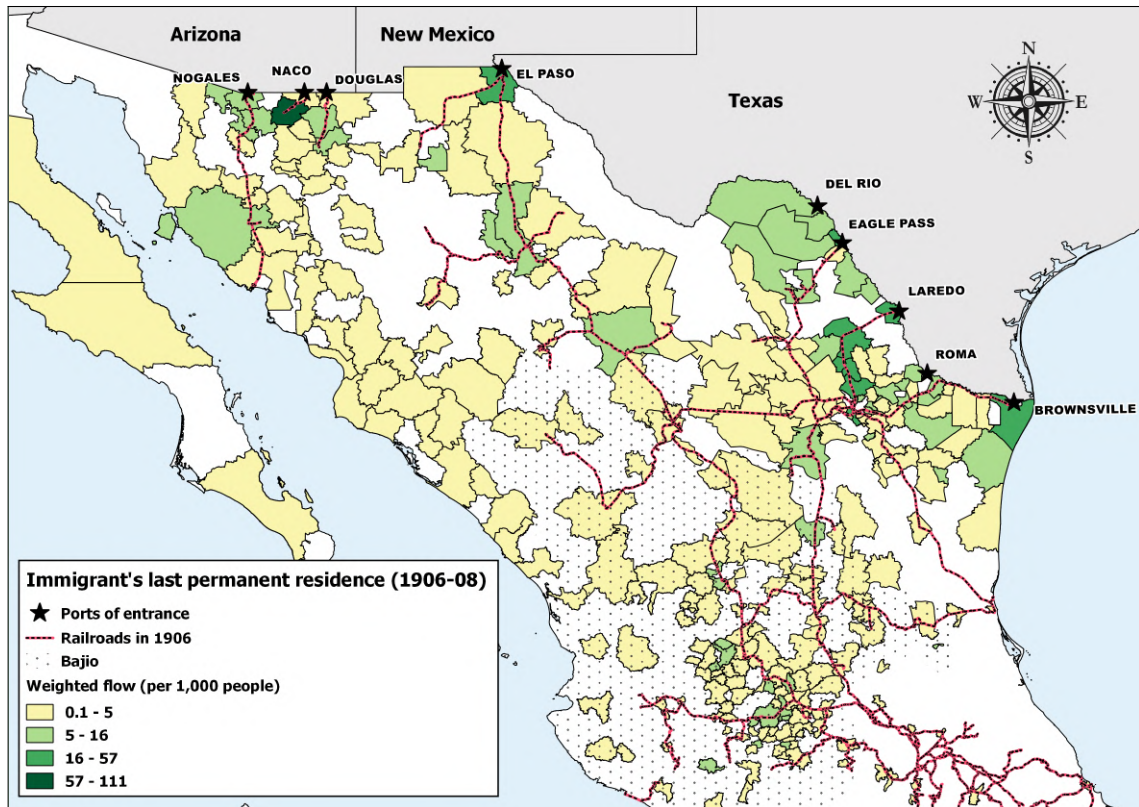 Arizona
New Mexico
NOGALES
NACO
DOUGLAS
EL PASO
Texas
N
W
E
S
DEL RIO
EAGLE PASS
LAREDO
ROMA
BROWNSVILLE
Immigrant's last permanent residence (1906-08)
Ports of entrance
Railroads in 1906
Bajio
Weighted flow (per 1,000 people)
0.1 - 5
5 - 16
16 - 57
57 - 111